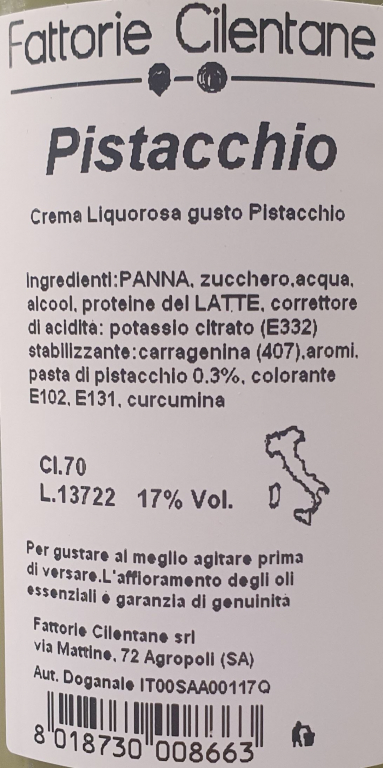 Fattorie Cilentane
Pistacchio
Crema Liquorosa gusto Pistacchio
Ingredienti:PANNA, zucchero,acqua,
alcool, proteine del LATTE, correttore
di acidità: potassio citrato (E332)
stabilizzante:carragenina (407),aromi,
pasta di pistacchio 0.3%, colorante
E102, E131, curcumina
Cl.70
L.13722 17% Vol.
Per gustare al meglio agitare prima
di versare.L'affioramento degli oli
essenziali è garanzia di genuinità
Fattorie Cilentane srl
via Mattine, 72 Agropoli (SA)
Aut. Doganale IT00SAA00117Q
8 018730 008663